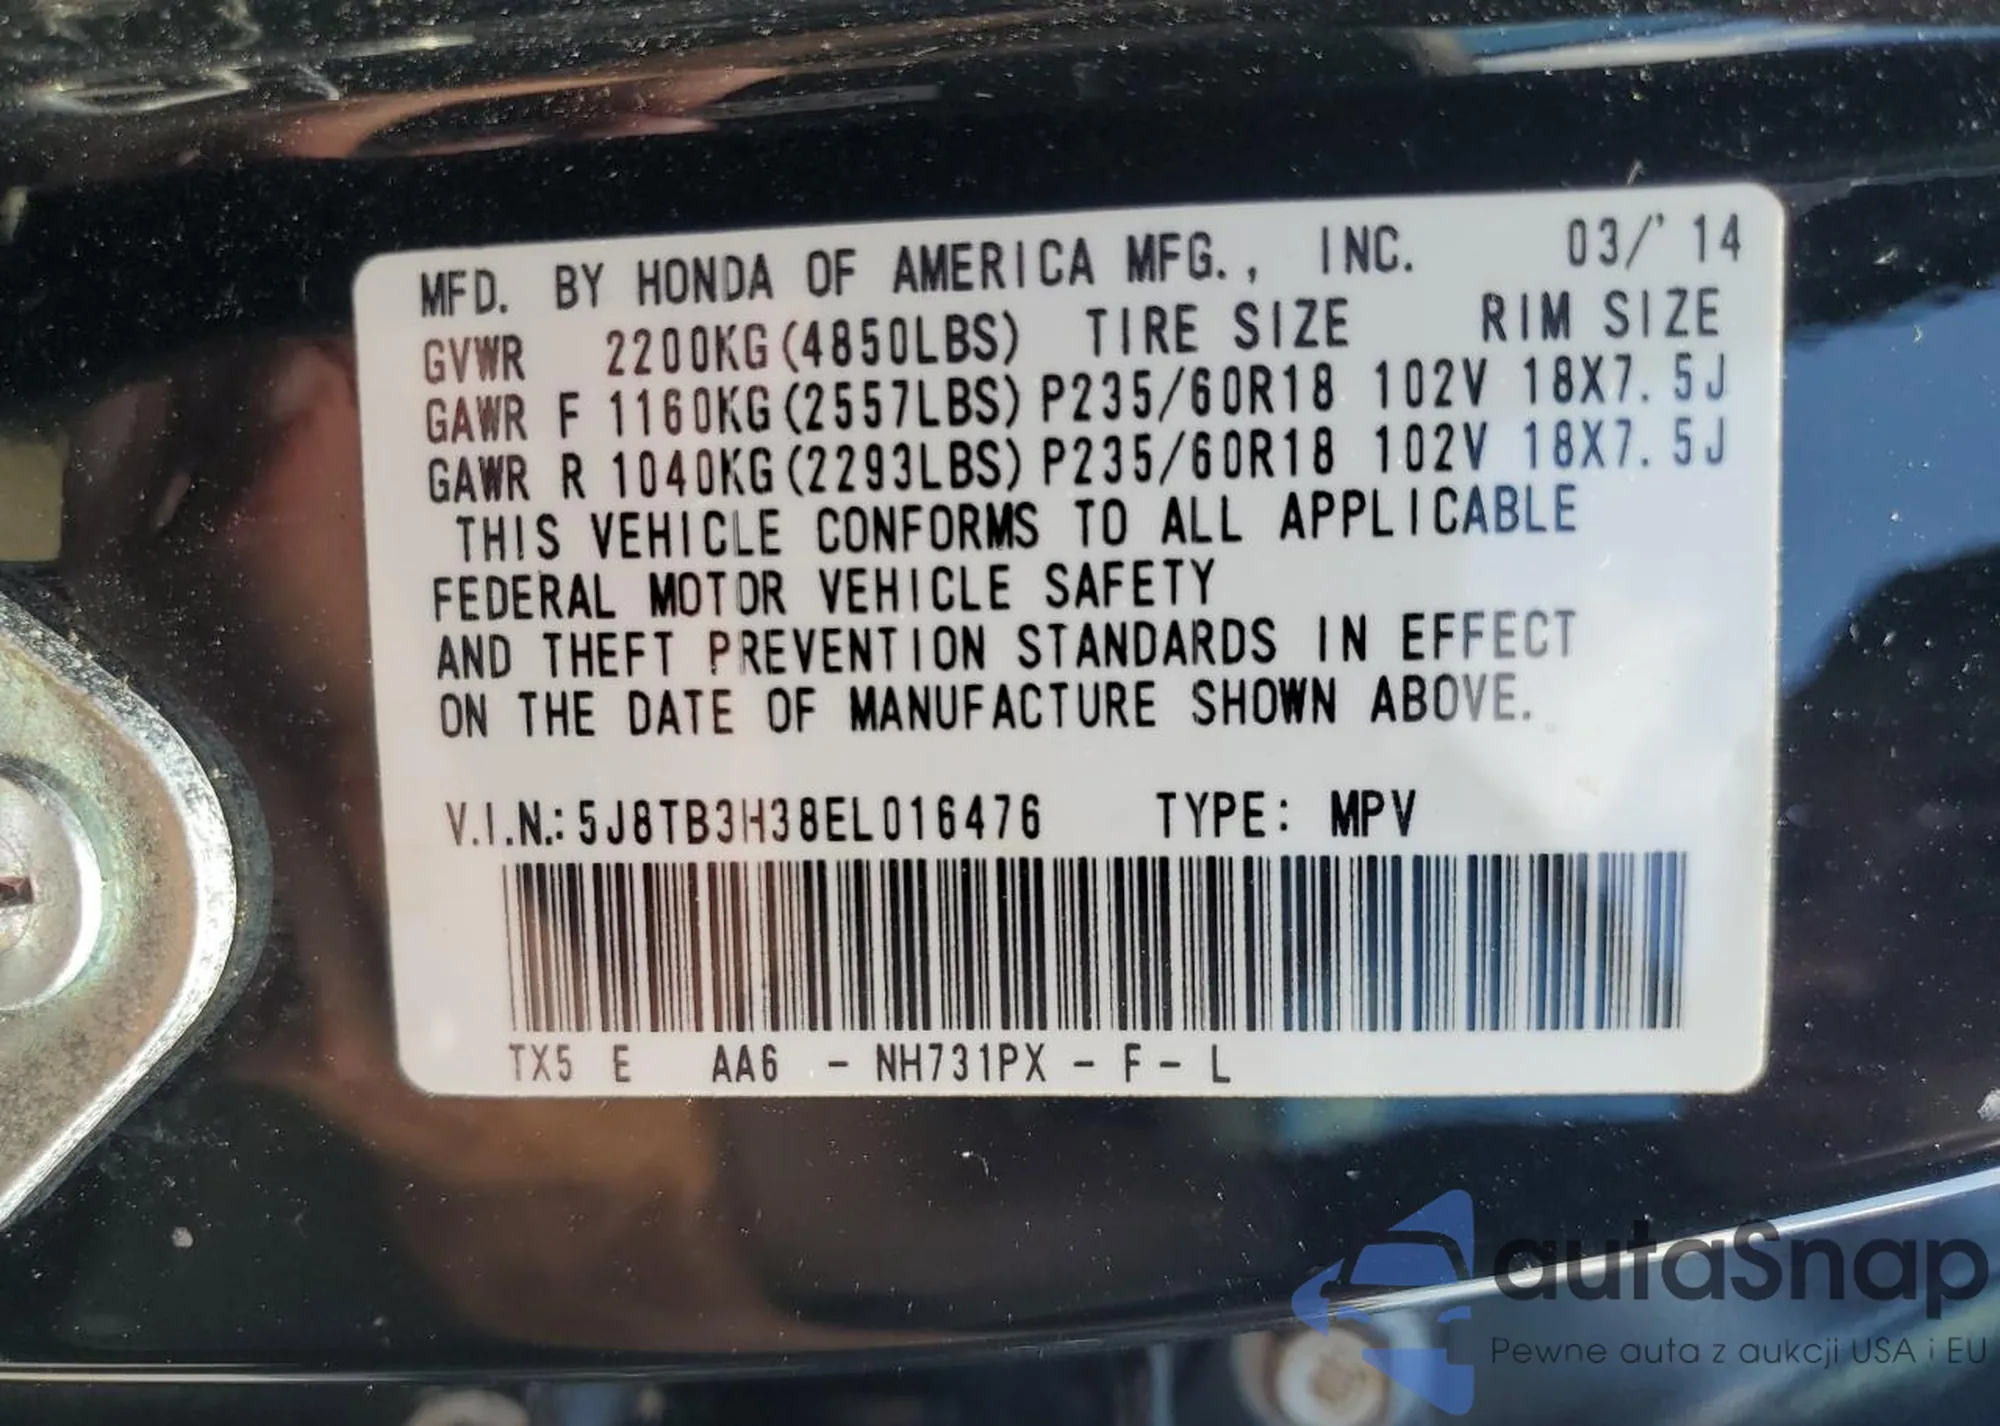 MFD. BY HONDA OF AMERICA MFG., INC. 03/'14
GVWR 2200KG(4850LBS) TIRE SIZE RIM SIZE
GAWR F 1160KG(2557LBS) P235/60R18 102V 18X7.5J
GAWR R 1040KG(2293LBS) P235/60R18 102V 18X7.5J
THIS VEHICLE CONFORMS TO ALL APPLICABLE
FEDERAL MOTOR VEHICLE SAFETY
AND THEFT PREVENTION STANDARDS IN EFFECT
ON THE DATE OF MANUFACTURE SHOWN ABOVE.
V.I.N.: 5J8TB3H38EL016476 TYPE: MPV
TX5 E AA6 - NH731PX - F - L
autaSnap
Pewne auta z aukcji USA i EU